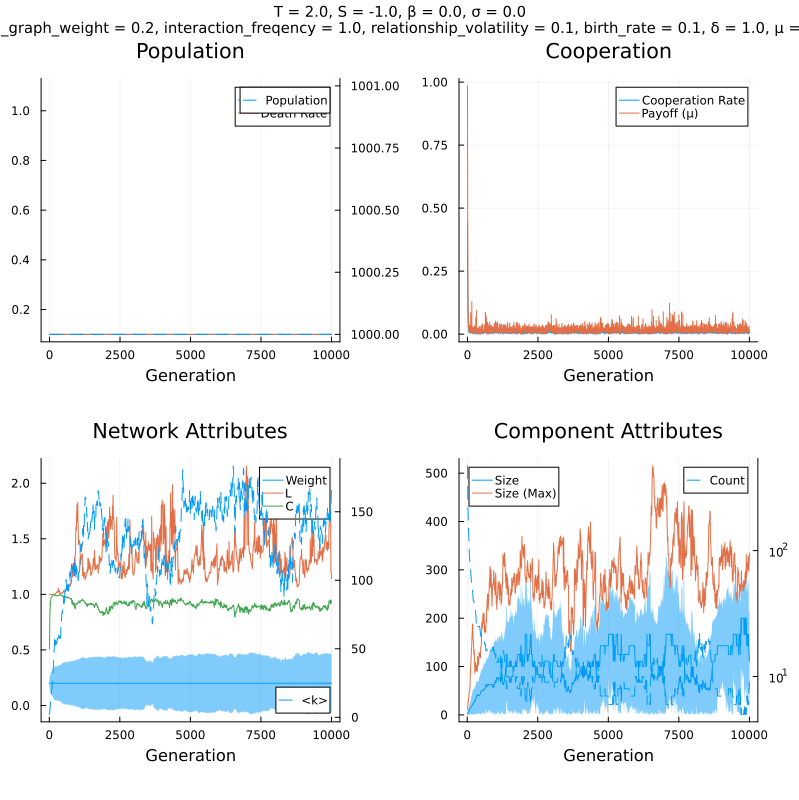 T = 2.0, S = -1.0, β = 0.0, σ = 0.0
_graph_weight = 0.2, interaction_freqency = 1.0, relationship_volatility = 0.1, birth_rate = 0.1, δ = 1.0, μ =
Population
1.0
0.8
0.6
0.4
0.2
1001.00
1000.75
1000.50
1000.25
1000.00
Population
Death Rate
0
2500
5000
7500
10000
Generation
Cooperation
1.00
0.75
0.50
0.25
0.00
Cooperation Rate
Payoff (μ)
0
2500
5000
7500
10000
Generation
Network Attributes
2.0
1.5
1.0
0.5
0.0
150
100
50
0
Weight
L
C
<k>
0
2500
5000
7500
10000
Generation
Component Attributes
500
400
300
200
100
0
10²
10¹
Size
Size (Max)
Count
0
2500
5000
7500
10000
Generation